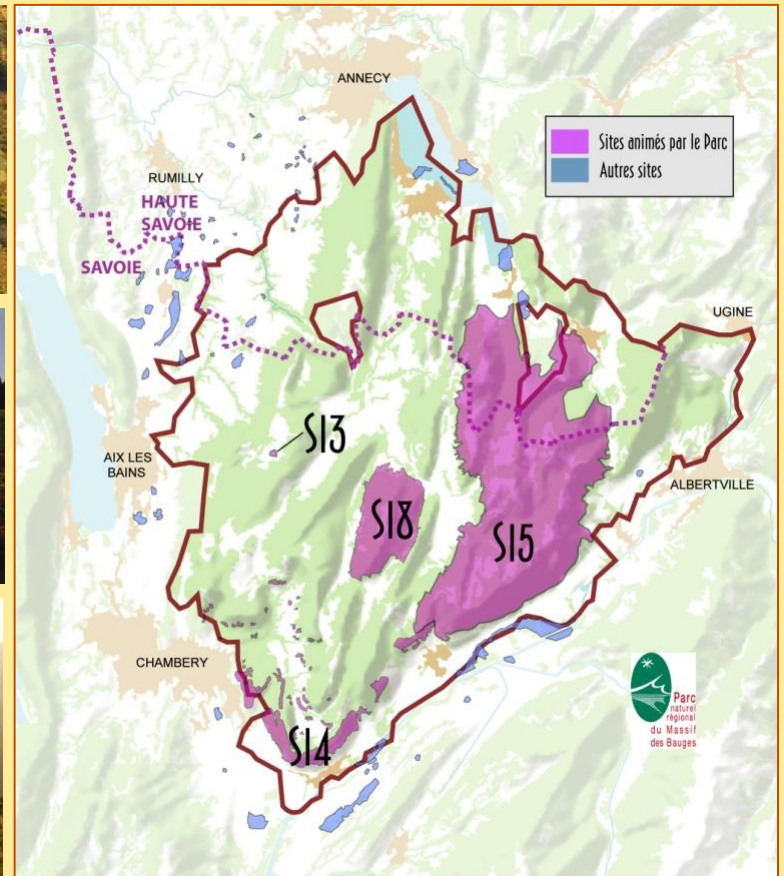 ANNECY
Sites animés par le Parc
Autres sites
RUMILLY
HAUTE
SAVOIE
SAVOIE
UGINE
S13
AIX LES
BAINS
ALBERTVILLE
S18
S15
CHAMBERY
Parc
naturel
régional
du Massif
des Bauges
S14